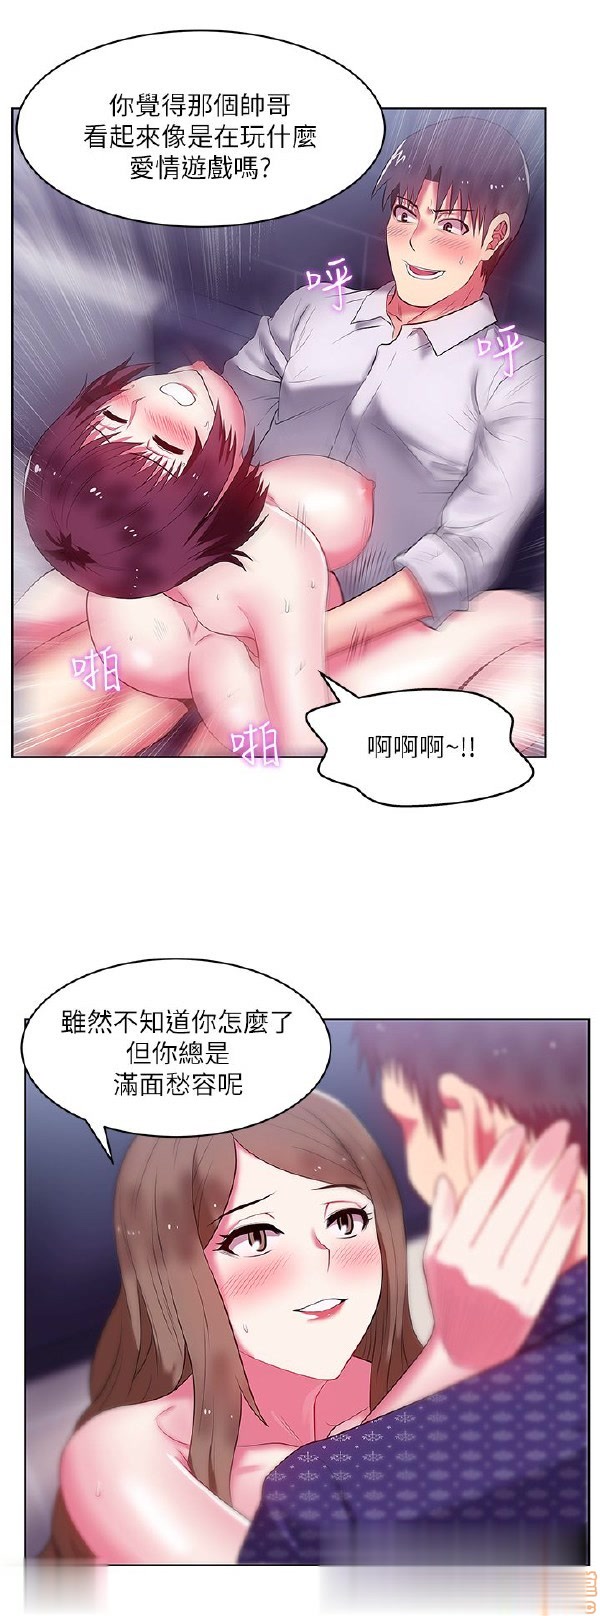 你覺得那個帥哥
看起來像是在玩什麼
愛情遊戲嗎?
呼
呼
啪
啪
啊啊啊~!!
雖然不知道你怎麼了
但你總是
滿面愁容呢